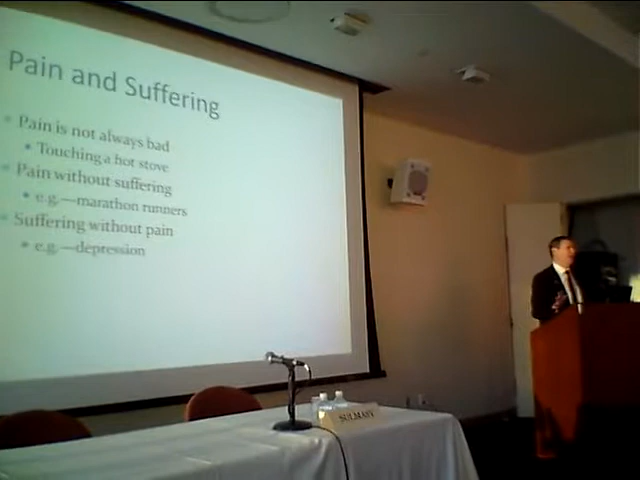 Pain and Suffering
Pain is not always bad
Touching a hot stove
Pain without suffering
e.g.—marathon runners
Suffering without pain
e.g.—depression
SULMASY